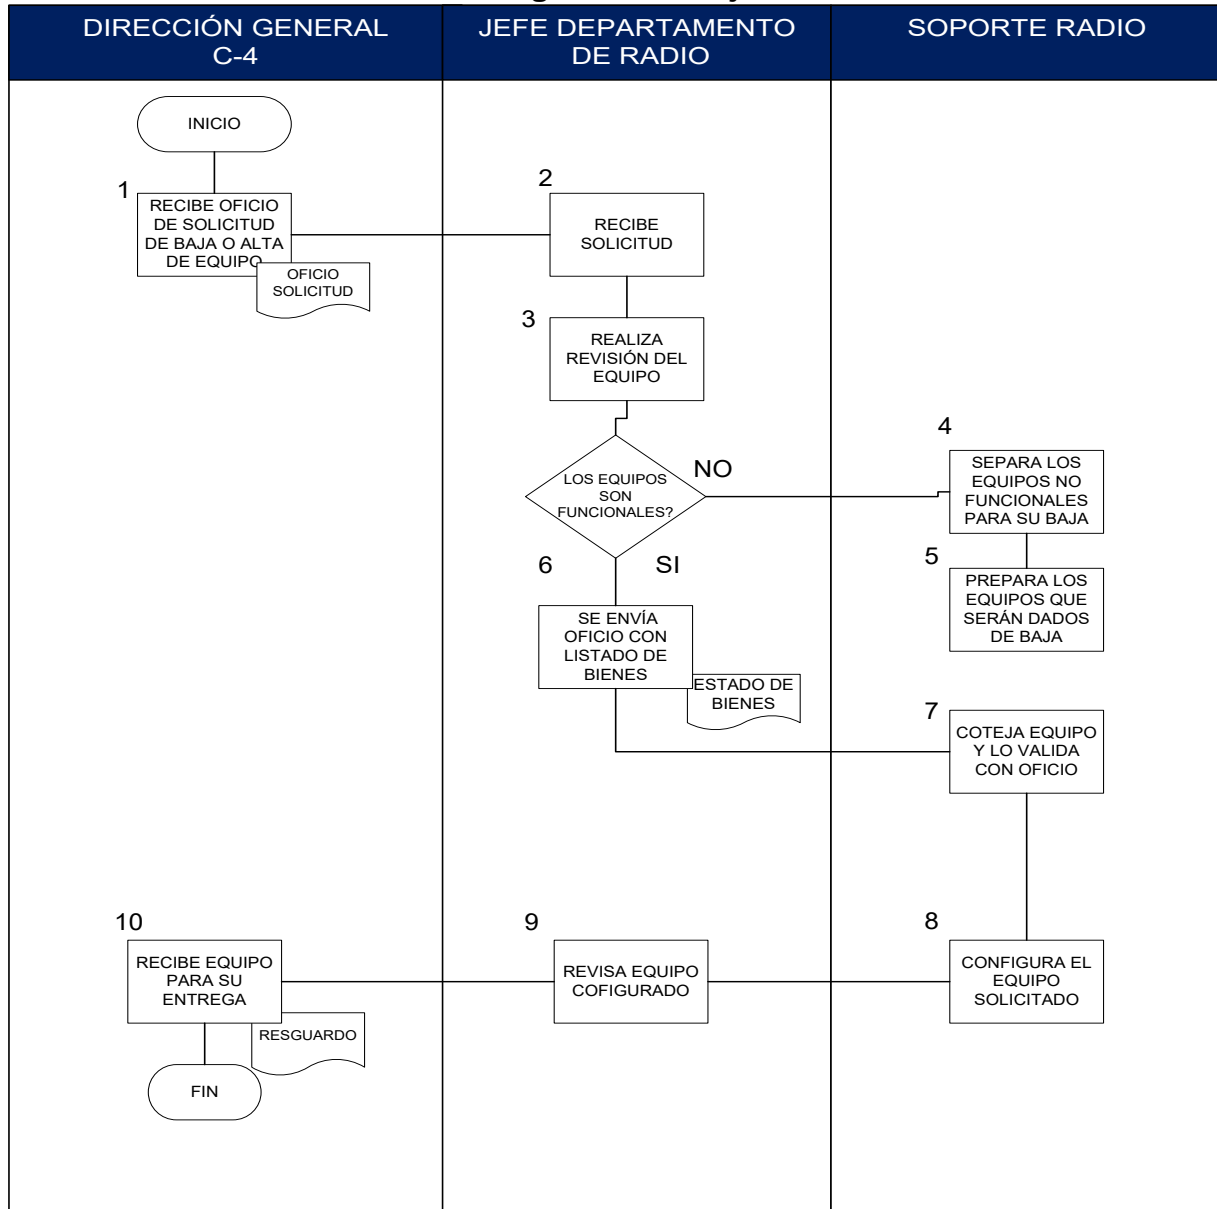 DIRECCIÓN GENERAL
C-4
JEFE DEPARTAMENTO
DE RADIO
SOPORTE RADIO
INICIO
1
RECIBE OFICIO
DE SOLICITUD
DE BAJA O ALTA
DE EQUIPO
OFICIO
SOLICITUD
2
RECIBE
SOLICITUD
3
REALIZA
REVISIÓN DEL
EQUIPO
LOS EQUIPOS
SON
FUNCIONALES?
NO
SI
4
SEPARA LOS
EQUIPOS NO
FUNCIONALES
PARA SU BAJA
5
PREPARA LOS
EQUIPOS QUE
SERÁN DADOS
DE BAJA
6
SE ENVÍA
OFICIO CON
LISTADO DE
BIENES
ESTADO DE
BIENES
7
COTEJA EQUIPO
Y LO VALIDA
CON OFICIO
8
CONFIGURA EL
EQUIPO
SOLICITADO
9
REVISA EQUIPO
COFIGURADO
10
RECIBE EQUIPO
PARA SU
ENTREGA
RESGUARDO
FIN